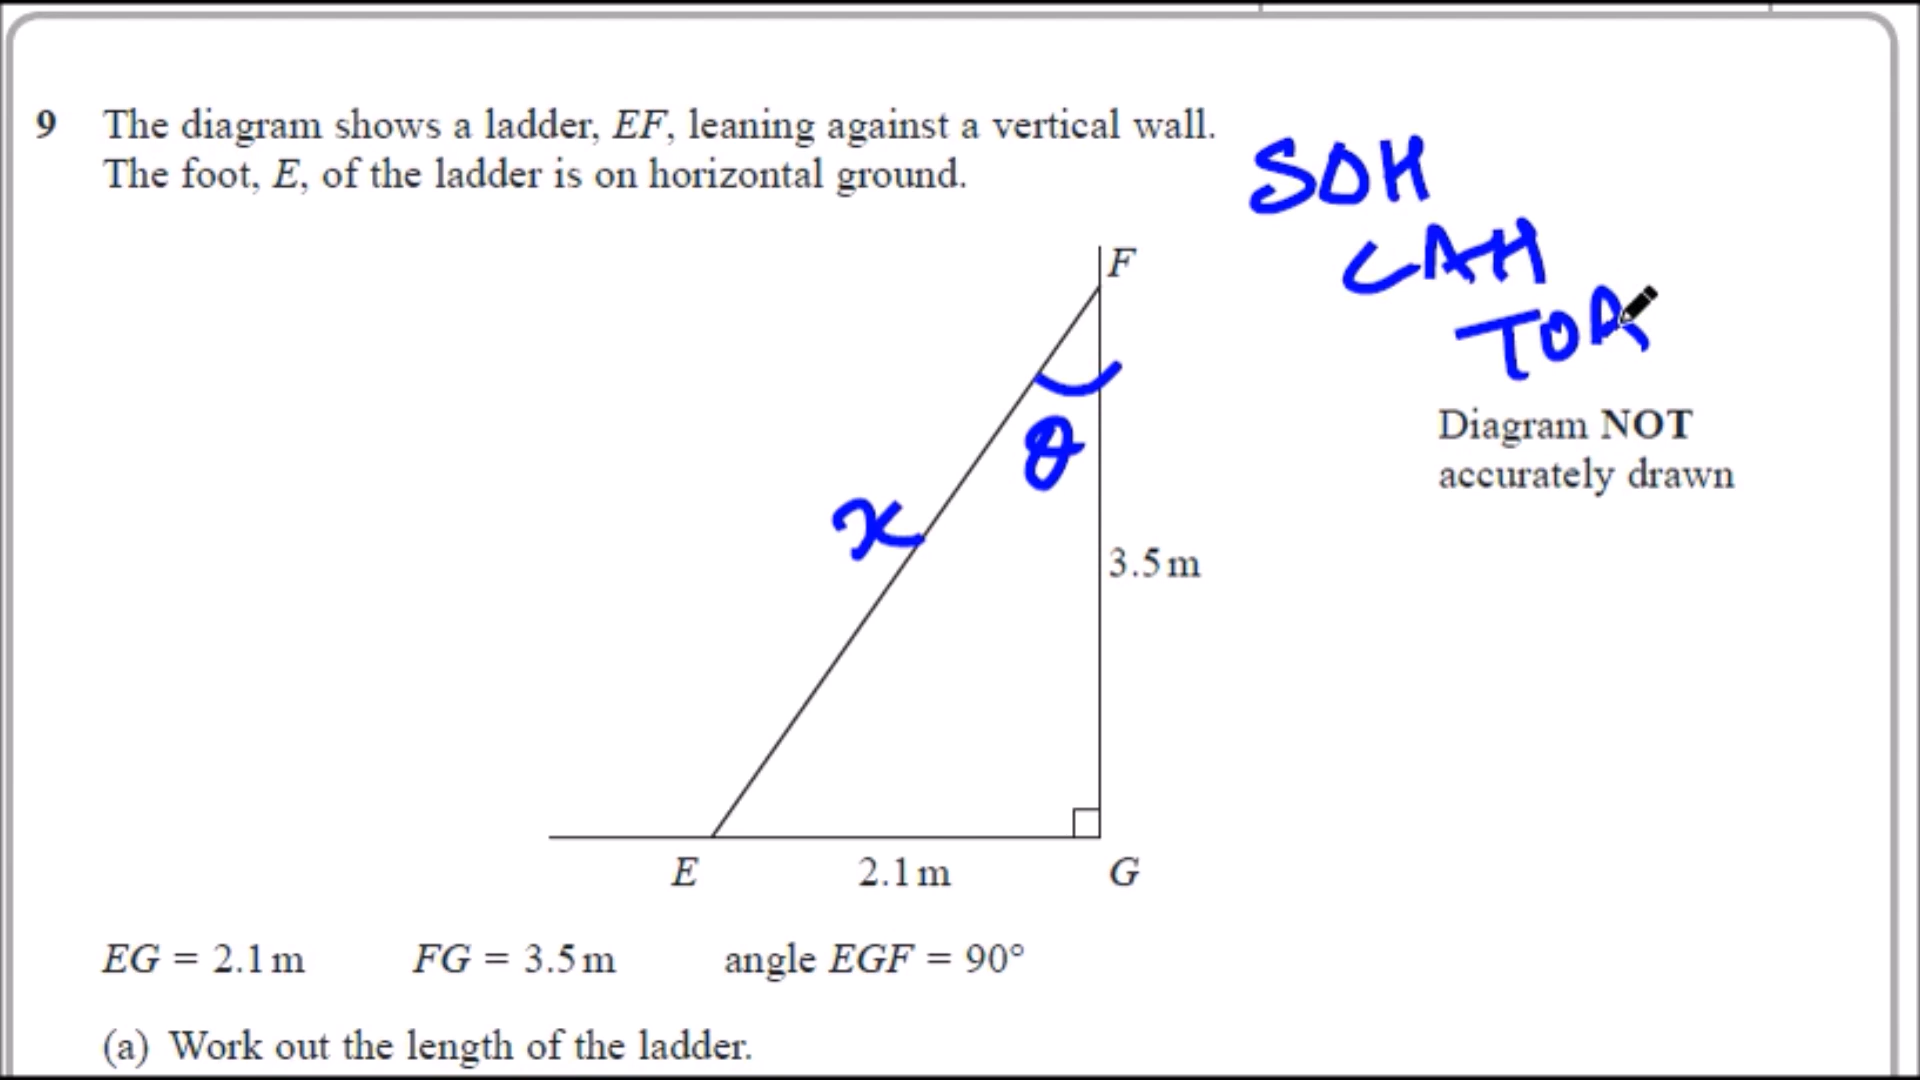 9 The diagram shows a ladder, EF, leaning against a vertical wall.
The foot, E, of the ladder is on horizontal ground.
SOH
CAH
TOA
F
Diagram NOT
accurately drawn
θ
x
3.5 m
E 2.1 m G
EG = 2.1 m FG = 3.5 m angle EGF = 90°
(a) Work out the length of the ladder.